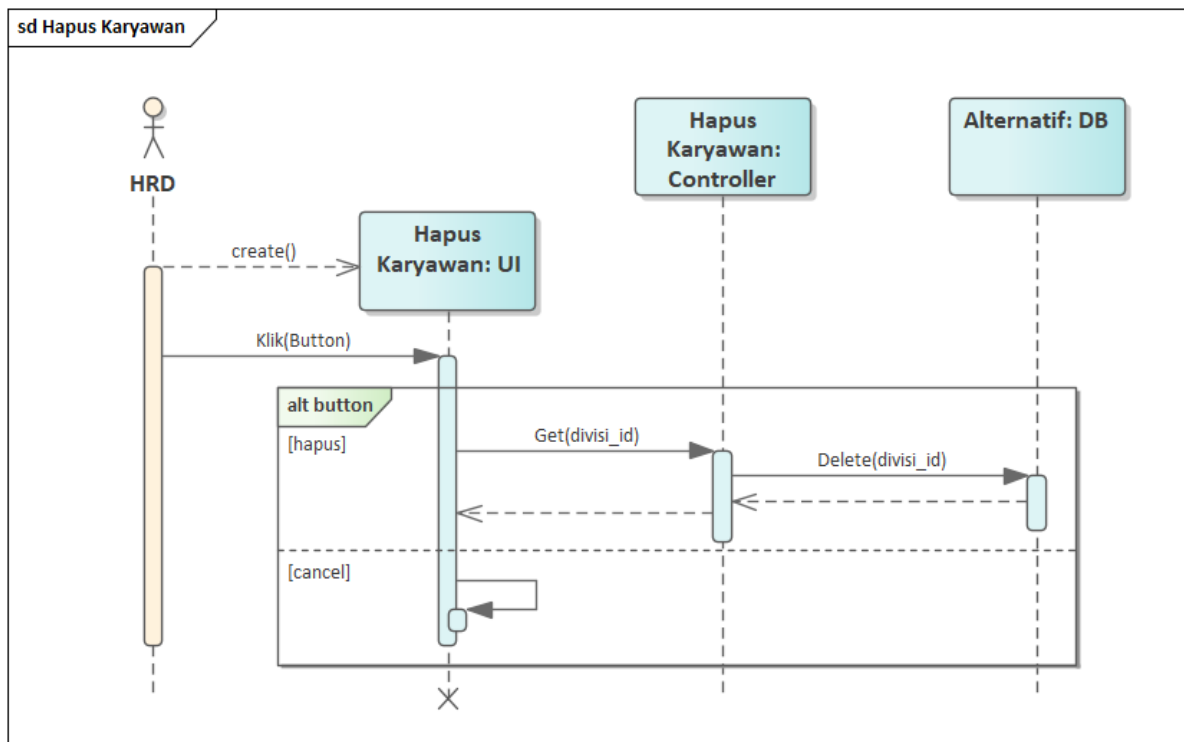 sd Hapus Karyawan
HRD
Hapus
Karyawan:
Controller
Alternatif: DB
create()
Hapus
Karyawan: UI
Klik(Button)
alt button
[hapus]
Get(divisi_id)
Delete(divisi_id)
[cancel]